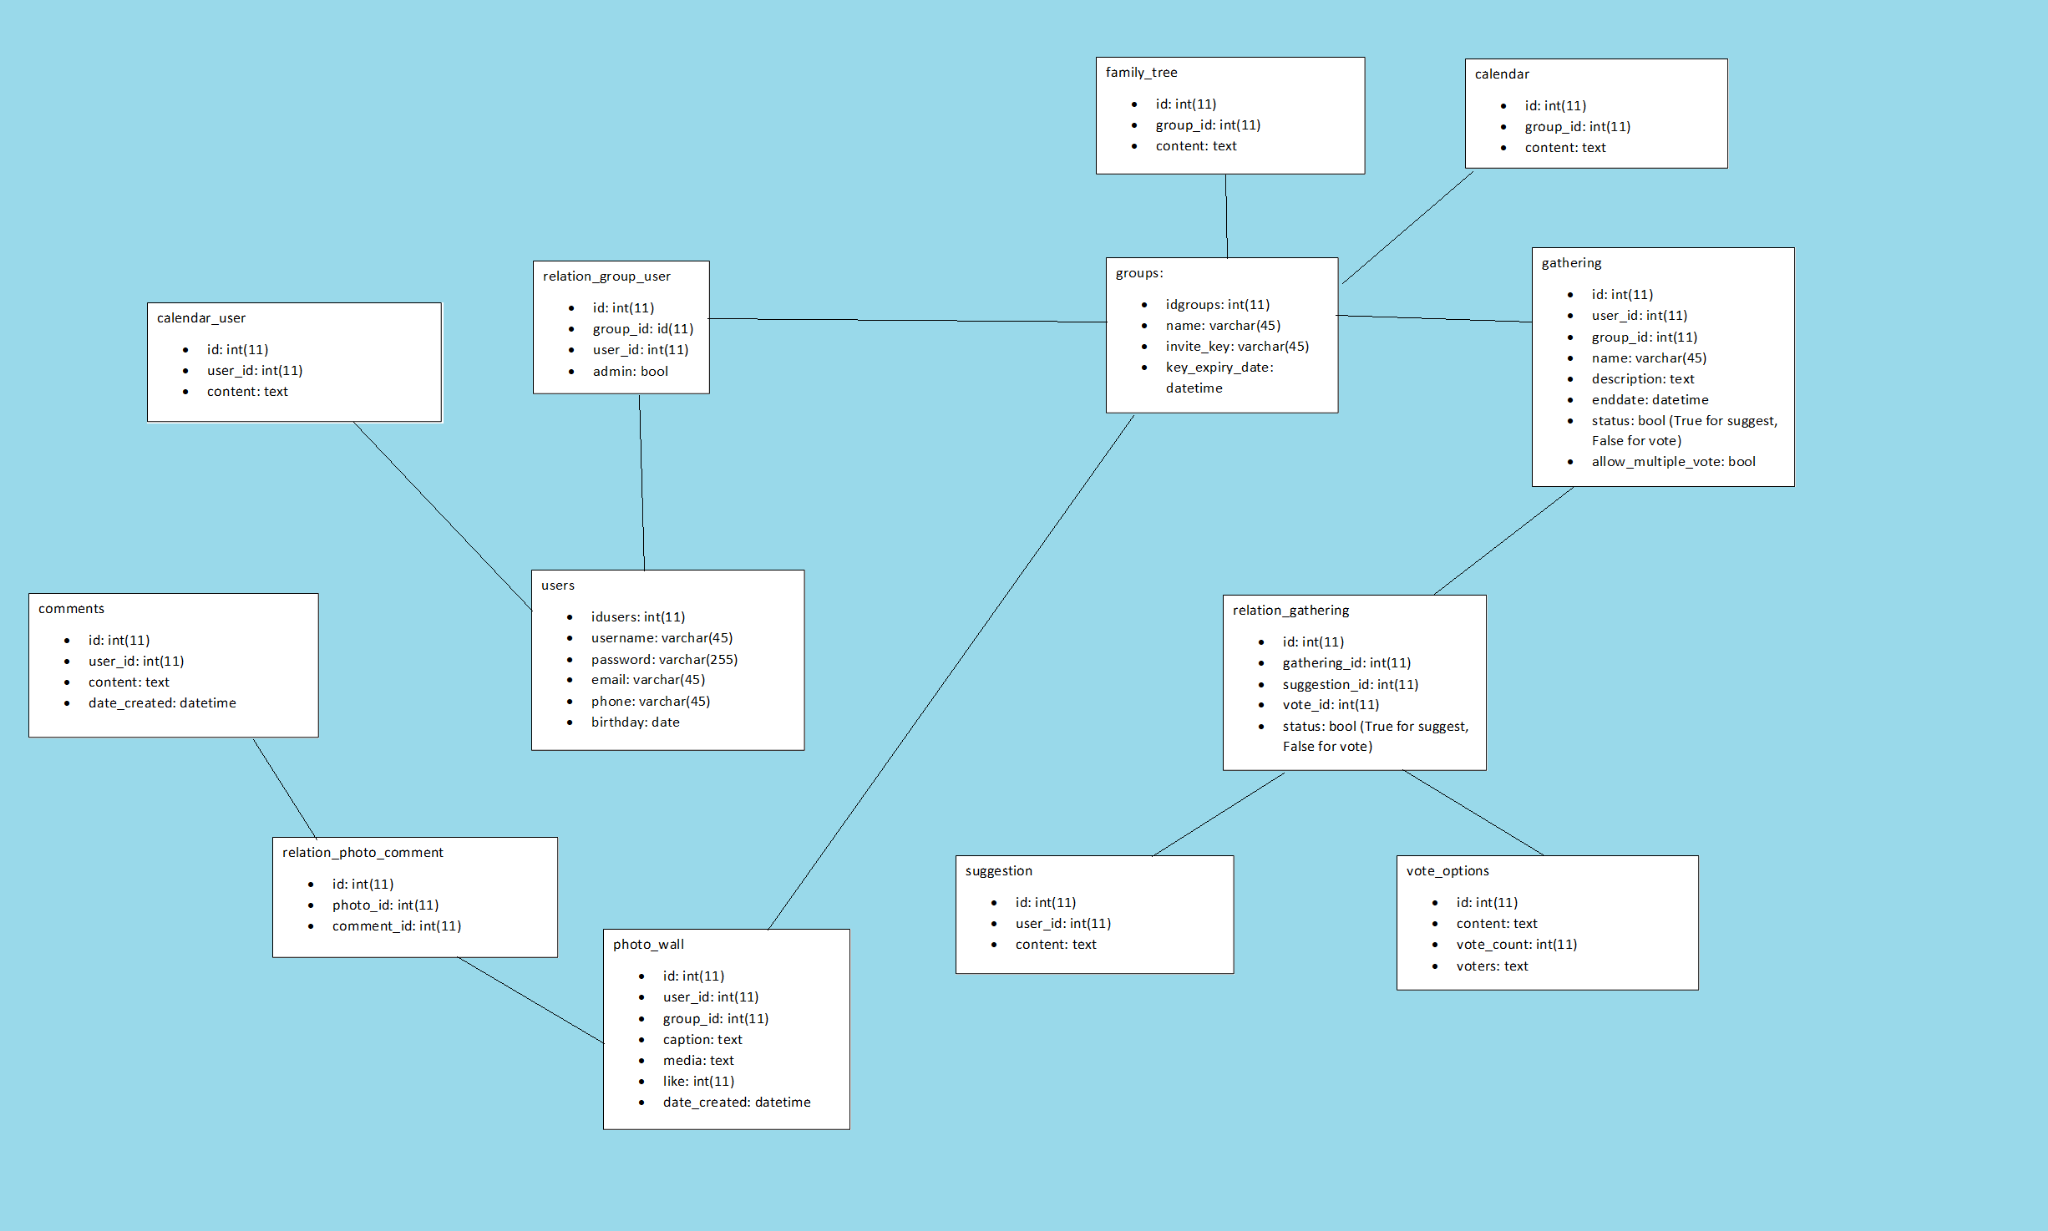 family_tree
• id: int(11)
• group_id: int(11)
• content: text
calendar
• id: int(11)
• group_id: int(11)
• content: text
relation_group_user
• id: int(11)
• group_id: id(11)
• user_id: int(11)
• admin: bool
groups:
• idgroups: int(11)
• name: varchar(45)
• invite_key: varchar(45)
• key_expiry_date:
datetime
gathering
• id: int(11)
• user_id: int(11)
• group_id: int(11)
• name: varchar(45)
• description: text
• enddate: datetime
• status: bool (True for suggest,
False for vote)
• allow_multiple_vote: bool
calendar_user
• id: int(11)
• user_id: int(11)
• content: text
users
• idusers: int(11)
• username: varchar(45)
• password: varchar(255)
• email: varchar(45)
• phone: varchar(45)
• birthday: date
comments
• id: int(11)
• user_id: int(11)
• content: text
• date_created: datetime
relation_gathering
• id: int(11)
• gathering_id: int(11)
• suggestion_id: int(11)
• vote_id: int(11)
• status: bool (True for suggest,
False for vote)
relation_photo_comment
• id: int(11)
• photo_id: int(11)
• comment_id: int(11)
suggestion
• id: int(11)
• user_id: int(11)
• content: text
vote_options
• id: int(11)
• content: text
• vote_count: int(11)
• voters: text
photo_wall
• id: int(11)
• user_id: int(11)
• group_id: int(11)
• caption: text
• media: text
• like: int(11)
• date_created: datetime